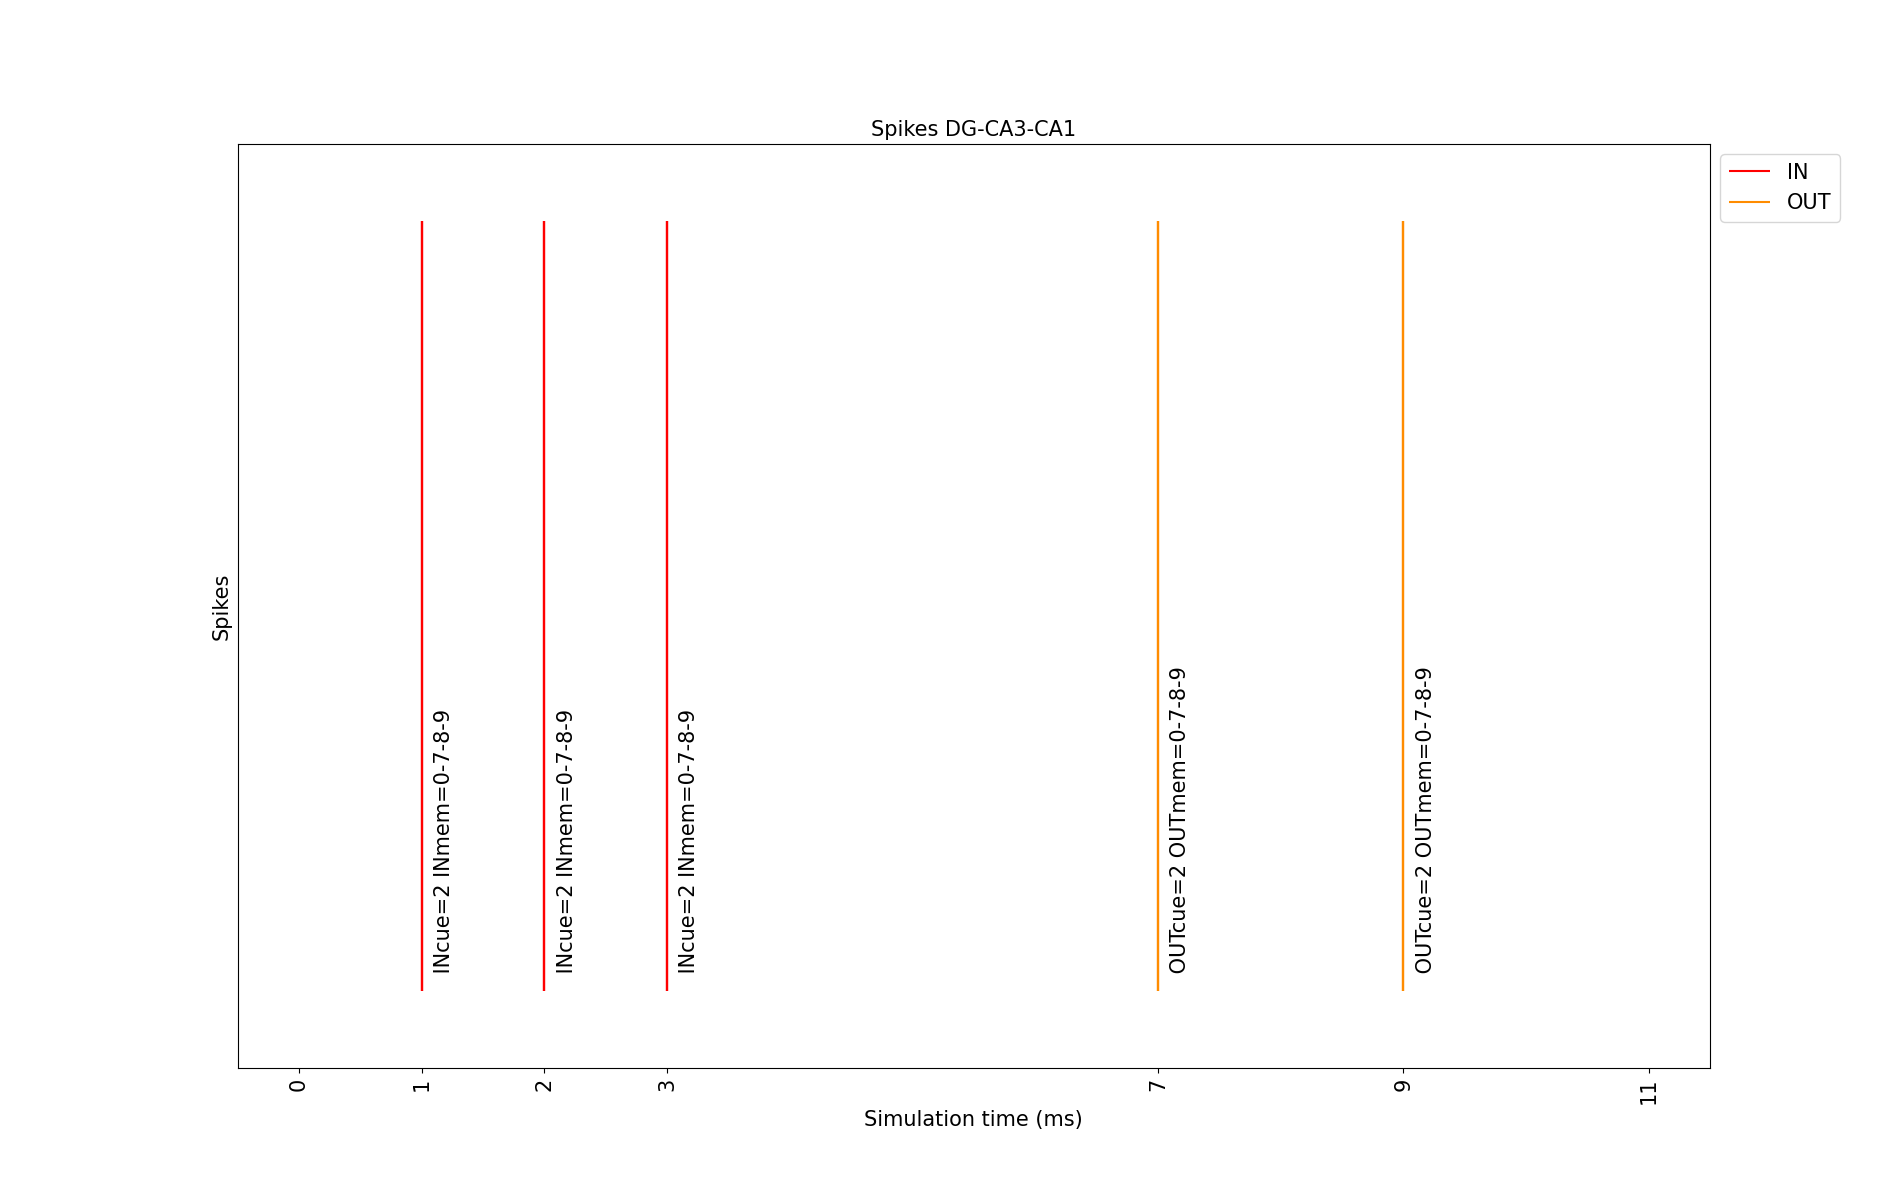 Spikes DG-CA3-CA1
IN
OUT
Spikes
INcue=2 INmem=0-7-8-9
INcue=2 INmem=0-7-8-9
INcue=2 INmem=0-7-8-9
OUTcue=2 OUTmem=0-7-8-9
OUTcue=2 OUTmem=0-7-8-9
0
1
2
3
7
9
11
Simulation time (ms)